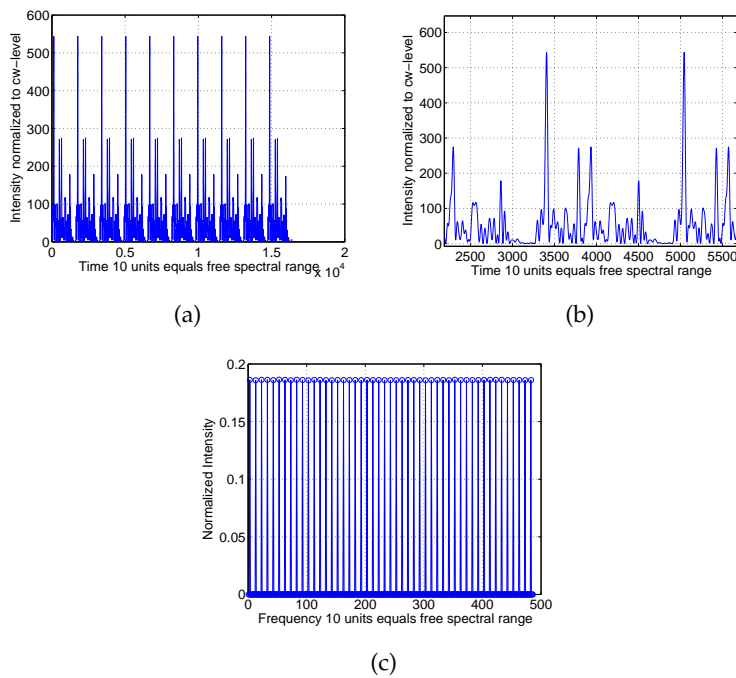 600
500
400
300
200
100
0
0 0.5 1 1.5 2
x 10^4
Intensity normalized to cw-level
Time 10 units equals free spectral range
(a)
600
500
400
300
200
100
0
2500 3000 3500 4000 4500 5000 5500
Intensity normalized to cw-level
Time 10 units equals free spectral range
(b)
0.2
0.15
0.1
0.05
0
0 100 200 300 400 500
Normalized Intensity
Frequency 10 units equals free spectral range
(c)